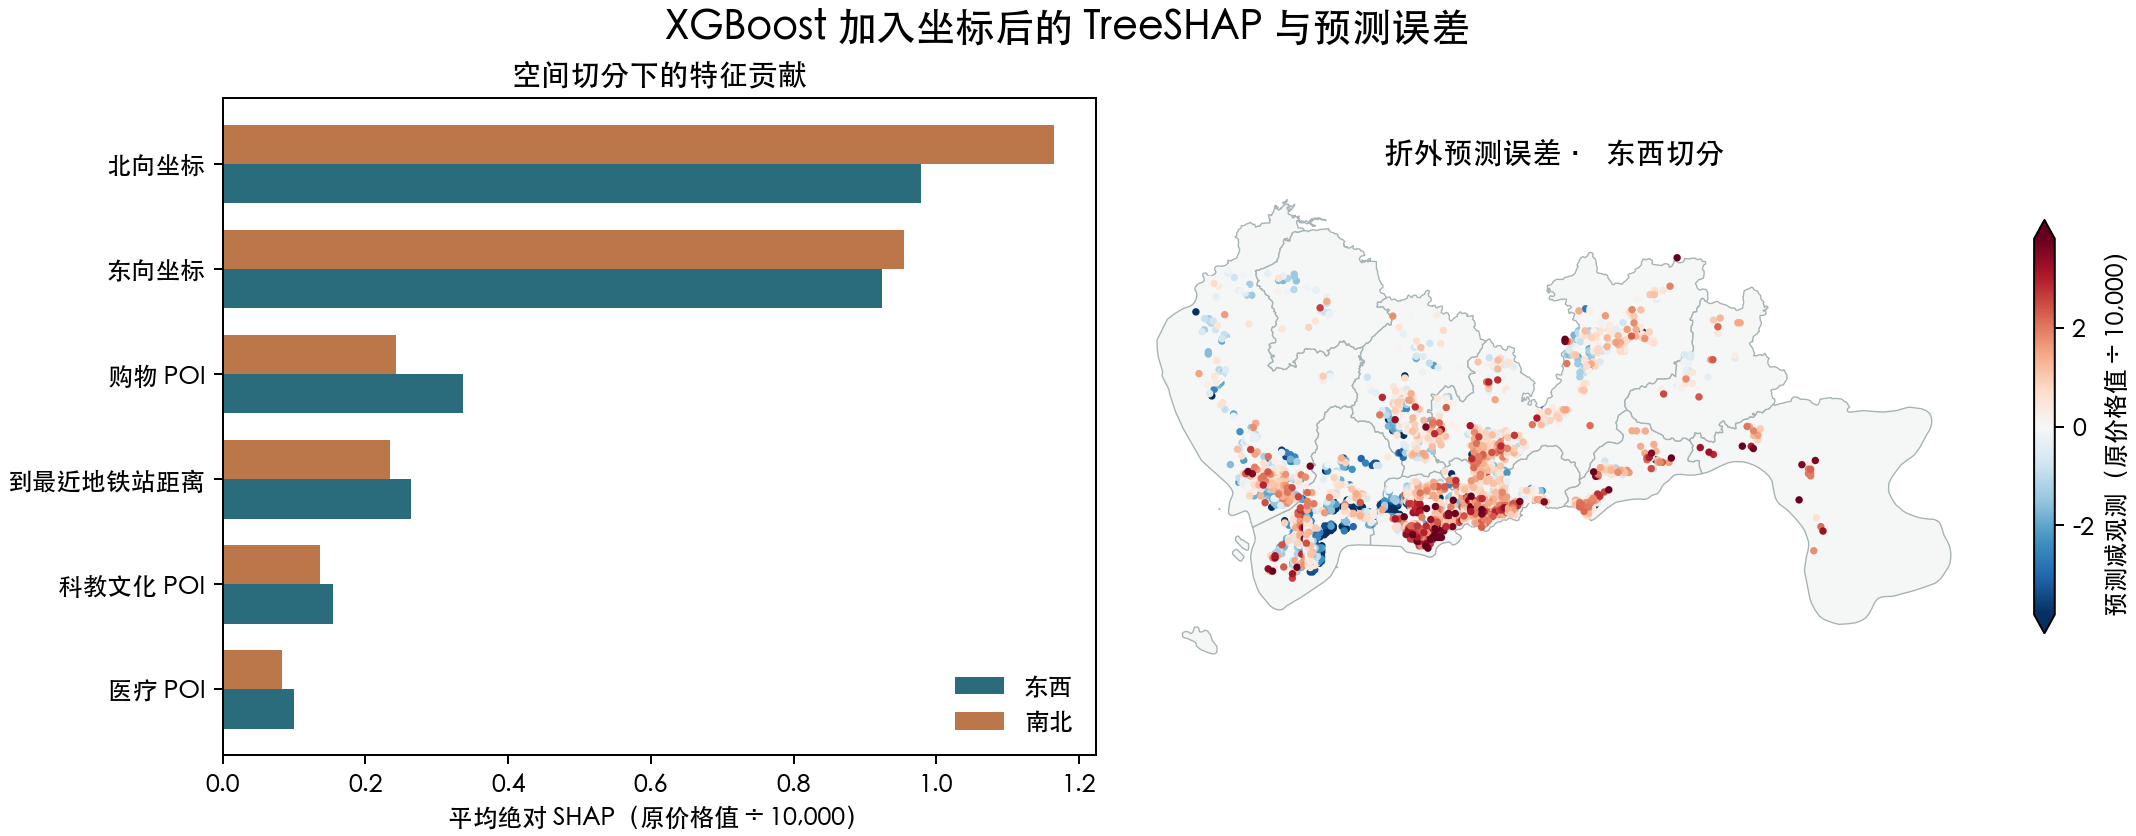 XGBoost 加入坐标后的 TreeSHAP 与预测误差
空间切分下的特征贡献
北向坐标
东向坐标
购物 POI
到最近地铁站距离
科教文化 POI
医疗 POI
东西
南北
0.0 0.2 0.4 0.6 0.8 1.0 1.2
平均绝对 SHAP（原价格值 ÷ 10,000）
折外预测误差 · 东西切分
2
0
-2
预测减观测（原价格值 ÷ 10,000）